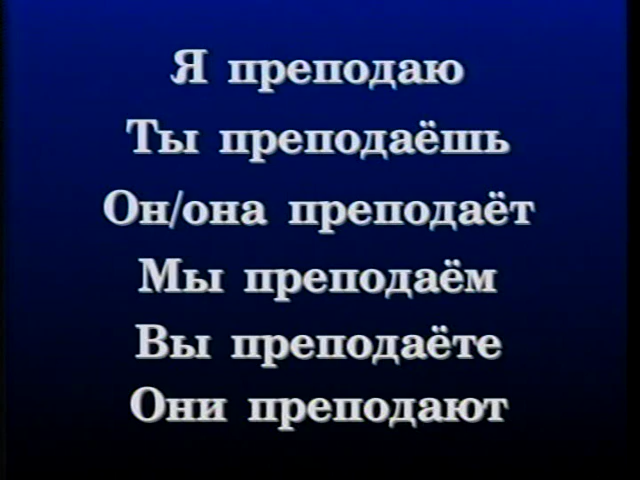 Я преподаю
Ты преподаёшь
Он/она преподаёт
Мы преподаём
Вы преподаёте
Они преподают